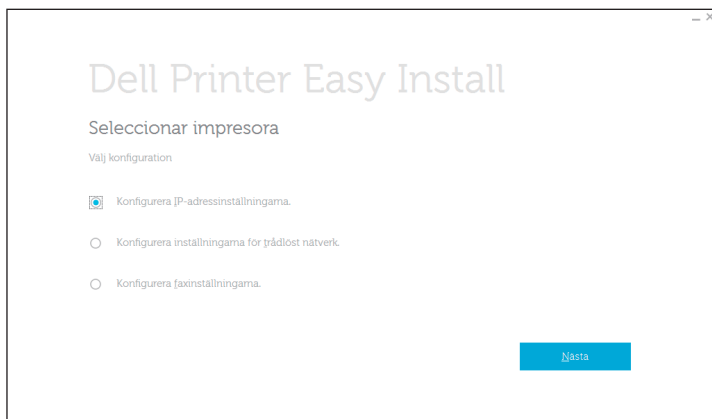 Dell Printer Easy Install
Seleccionar impresora
Välj konfiguration
Konfigurera IP-adressinställningarna.
Konfigurera inställningarna för trådlöst nätverk.
Konfigurera faxinställningarna.
Nästa